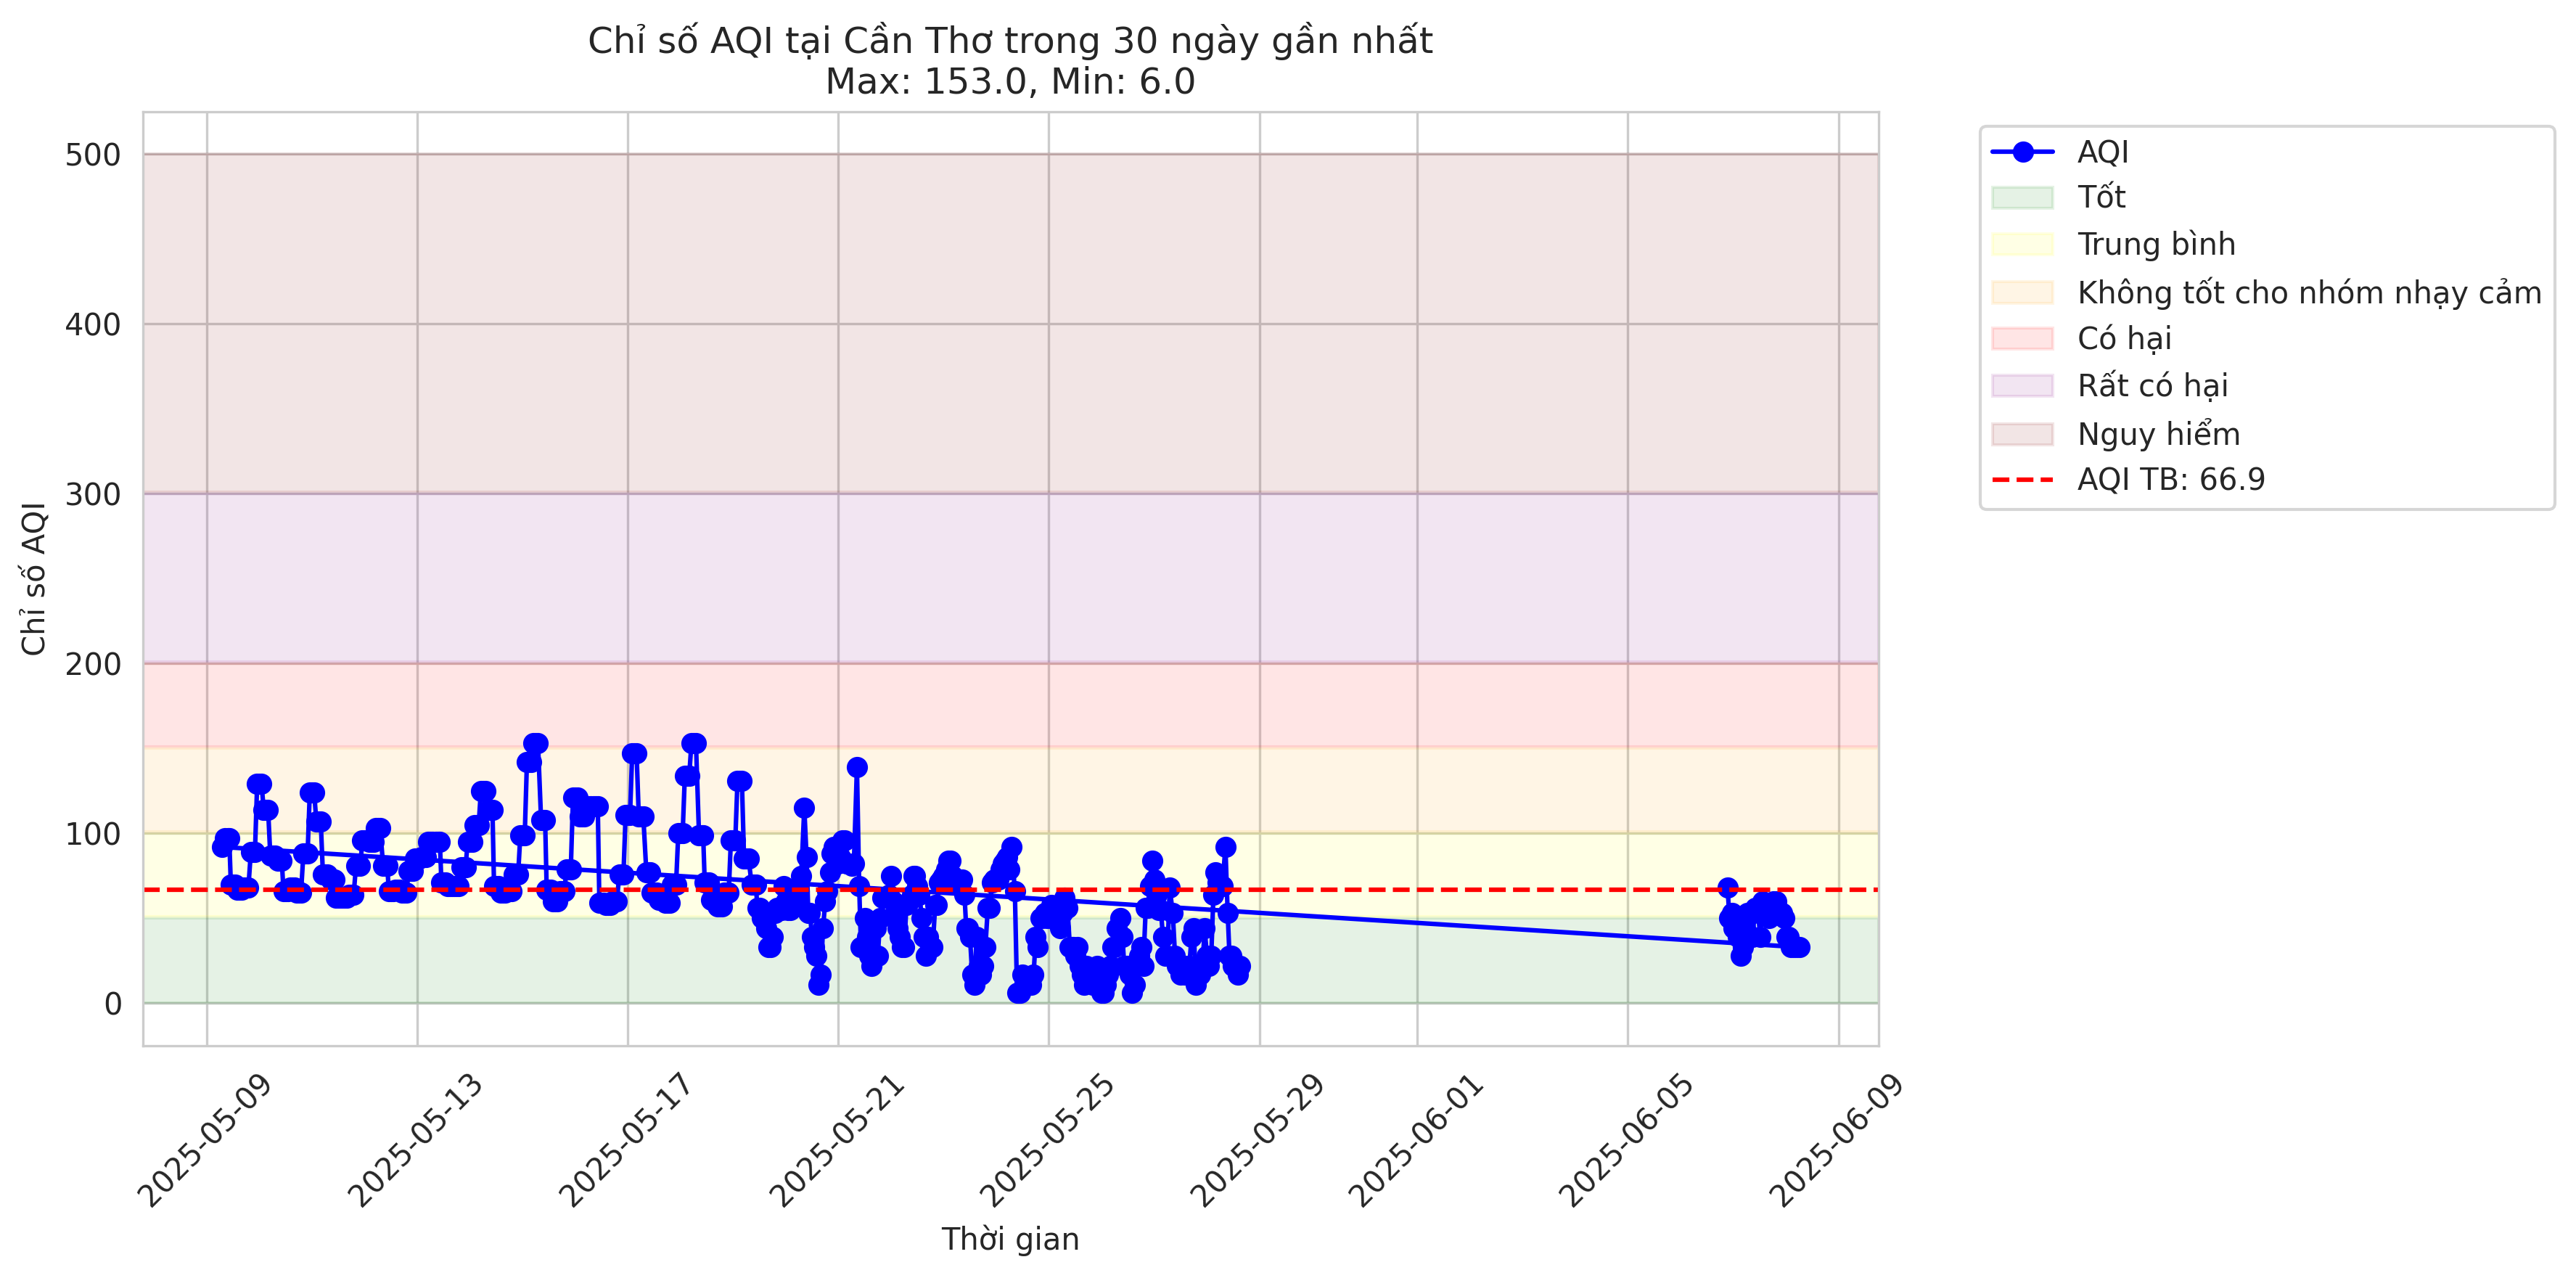 Chỉ số AQI tại Cần Thơ trong 30 ngày gần nhất
Max: 153.0, Min: 6.0
Chỉ số AQI
500
400
300
200
100
0
2025-05-09
2025-05-13
2025-05-17
2025-05-21
2025-05-25
2025-05-29
2025-06-01
2025-06-05
2025-06-09
Thời gian
AQI
Tốt
Trung bình
Không tốt cho nhóm nhạy cảm
Có hại
Rất có hại
Nguy hiểm
AQI TB: 66.9